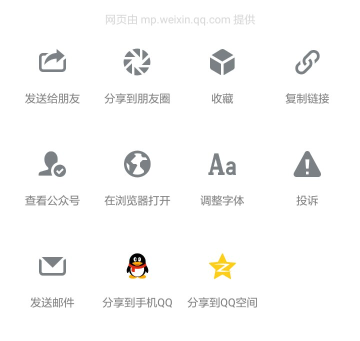 网页由 mp.weixin.qq.com 提供
发送给朋友 分享到朋友圈 收藏 复制链接
Aa
查看公众号 在浏览器打开 调整字体 投诉
发送邮件 分享到手机QQ 分享到QQ空间